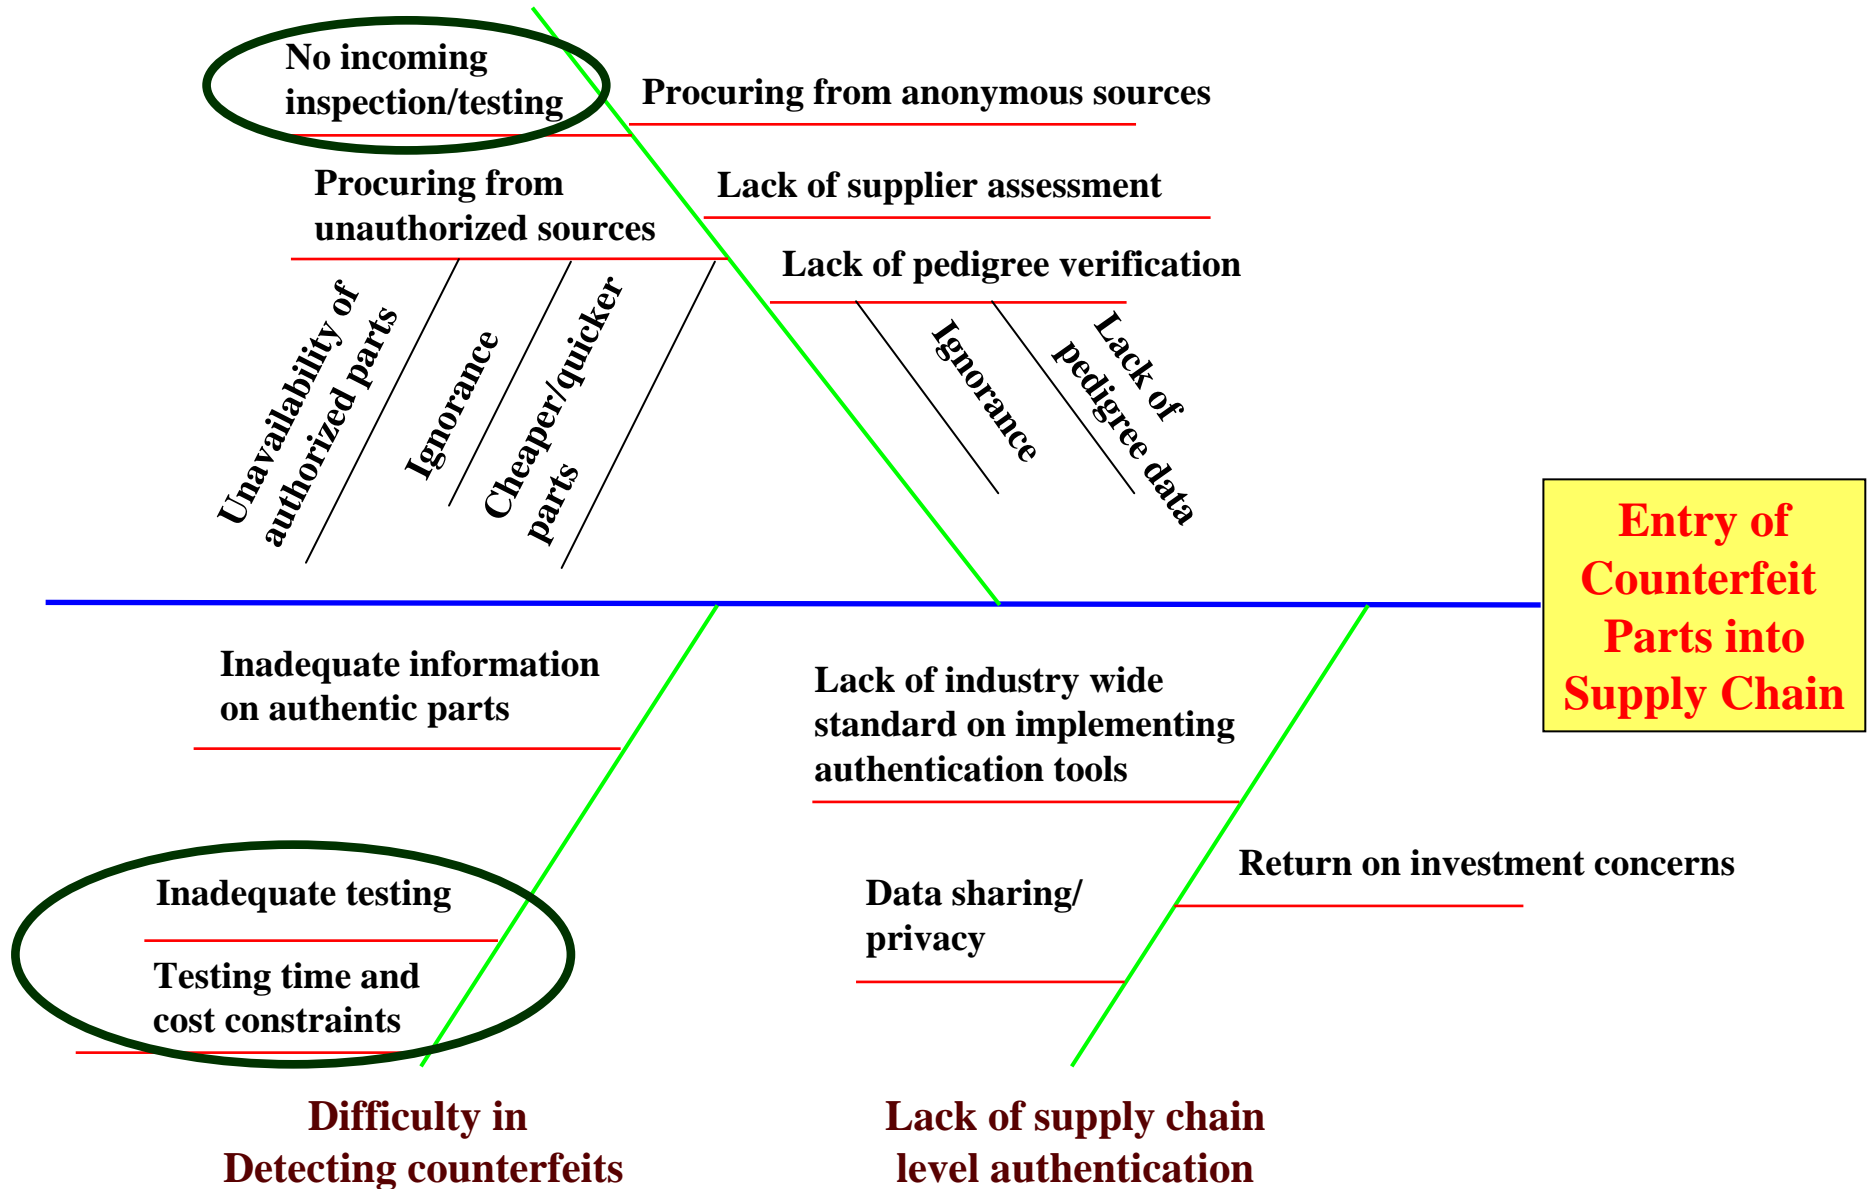 No incoming
inspection/testing
Procuring from anonymous sources
Procuring from
unauthorized sources
Lack of supplier assessment
Lack of pedigree verification
Unavailability of
authorized parts
Ignorance
Cheaper/quicker
parts
Ignorance
Lack of
pedigree data
Entry of
Counterfeit
Parts into
Supply Chain
Inadequate information
on authentic parts
Lack of industry wide
standard on implementing
authentication tools
Inadequate testing
Testing time and
cost constraints
Data sharing/
privacy
Return on investment concerns
Difficulty in
Detecting counterfeits
Lack of supply chain
level authentication